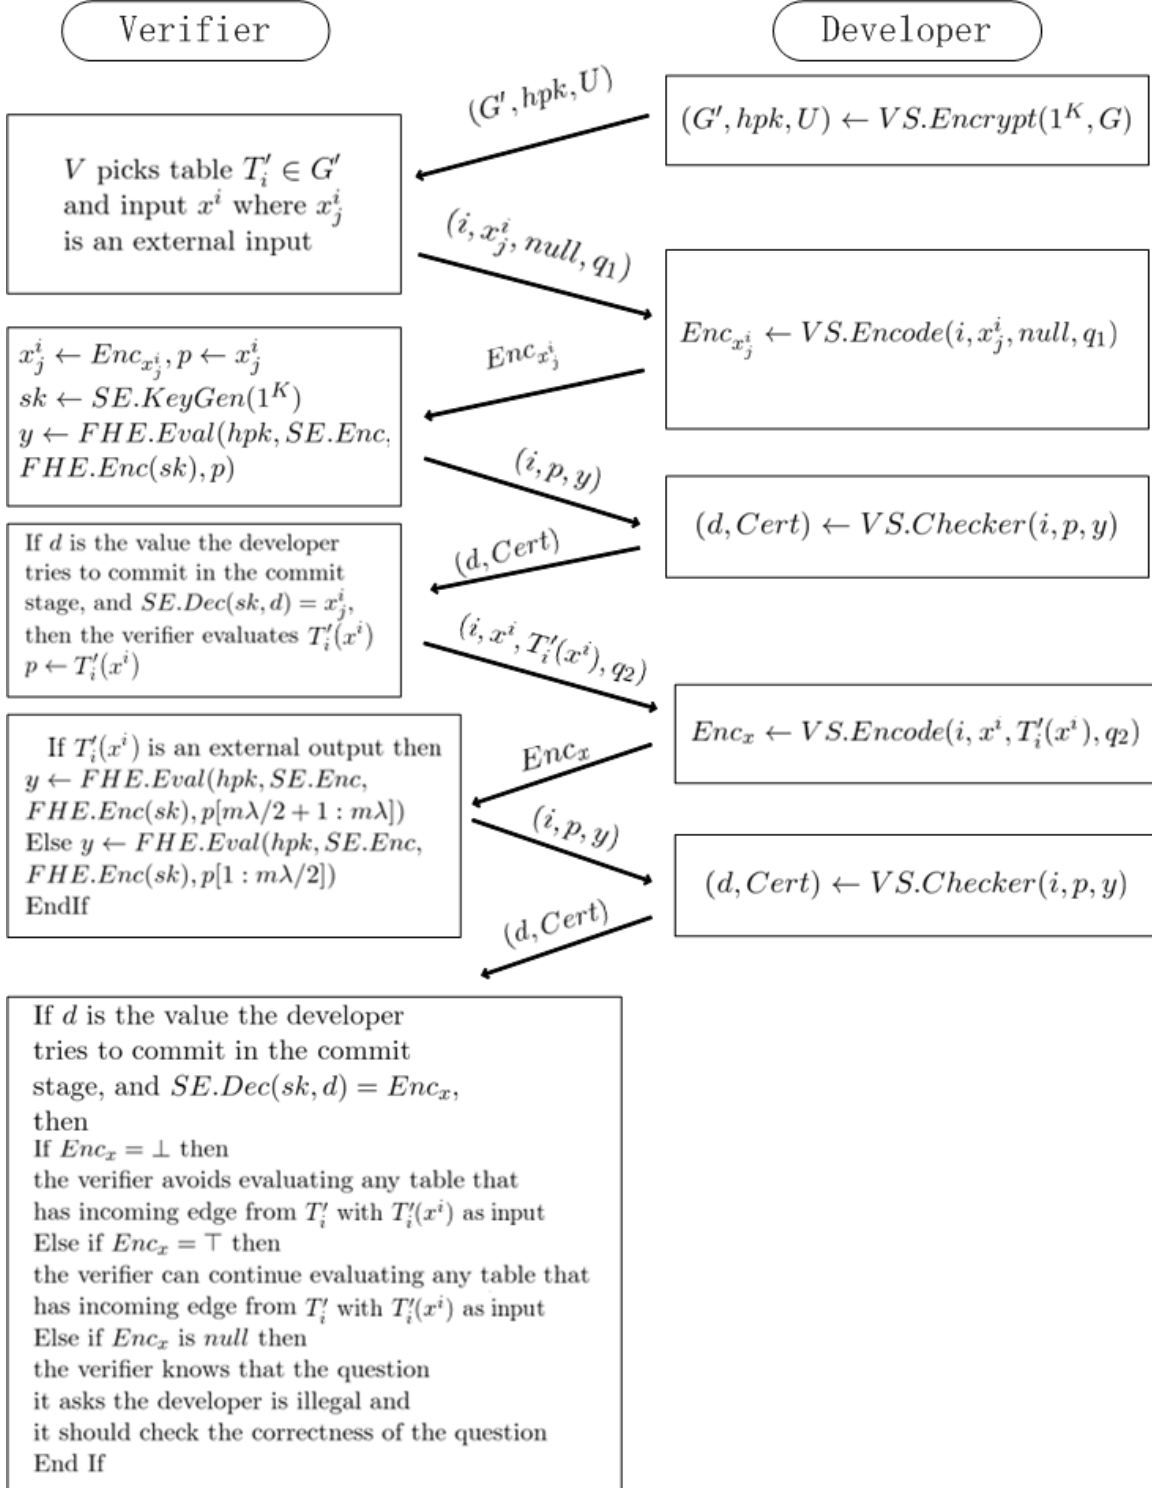 Verifier
Developer
(G′, hpk, U)
(G′, hpk, U) ← VS.Encrypt(1^K, G)
V picks table T′_i ∈ G′
and input x^i where x^i_j
is an external input
(i, x^i_j, null, q_1)
Enc_{x^i_j} ← VS.Encode(i, x^i_j, null, q_1)
Enc_{x^i_j}
x^i_j ← Enc_{x^i_j}, p ← x^i_j
sk ← SE.KeyGen(1^K)
y ← FHE.Eval(hpk, SE.Enc,
FHE.Enc(sk), p)
(i, p, y)
(d, Cert) ← VS.Checker(i, p, y)
(d, Cert)
If d is the value the developer
tries to commit in the commit
stage, and SE.Dec(sk, d) = x^i_j,
then the verifier evaluates T′_i(x^i)
p ← T′_i(x^i)
(i, x^i, T′_i(x^i), q_2)
Enc_x ← VS.Encode(i, x^i, T′_i(x^i), q_2)
Enc_x
If T′_i(x^i) is an external output then
y ← FHE.Eval(hpk, SE.Enc,
FHE.Enc(sk), p[mλ/2 + 1 : mλ])
Else y ← FHE.Eval(hpk, SE.Enc,
FHE.Enc(sk), p[1 : mλ/2])
EndIf
(i, p, y)
(d, Cert) ← VS.Checker(i, p, y)
(d, Cert)
If d is the value the developer
tries to commit in the commit
stage, and SE.Dec(sk, d) = Enc_x,
then
If Enc_x = ⊥ then
the verifier avoids evaluating any table that
has incoming edge from T′_i with T′_i(x^i) as input
Else if Enc_x = ⊤ then
the verifier can continue evaluating any table that
has incoming edge from T′_i with T′_i(x^i) as input
Else if Enc_x is null then
the verifier knows that the question
it asks the developer is illegal and
it should check the correctness of the question
End If